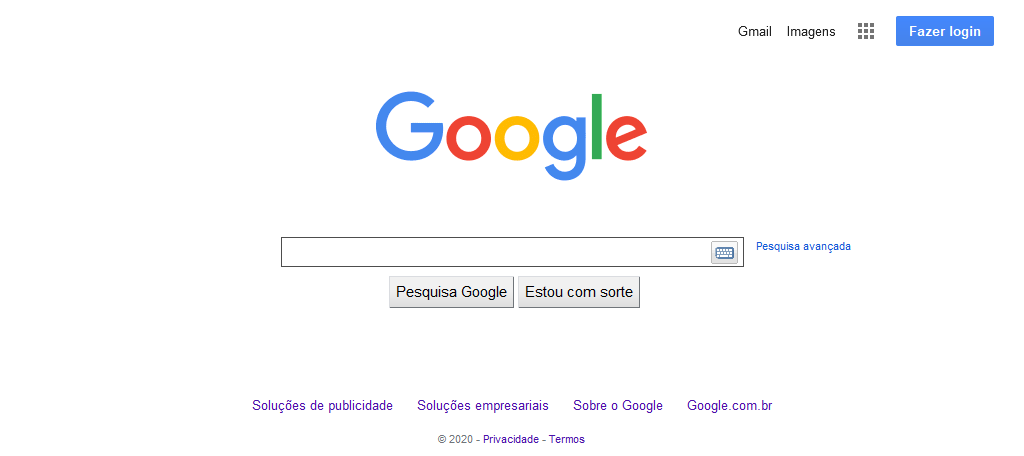 Gmail Imagens Fazer login
Google
Pesquisa avançada
Pesquisa Google Estou com sorte
Soluções de publicidade Soluções empresariais Sobre o Google Google.com.br
© 2020 - Privacidade - Termos